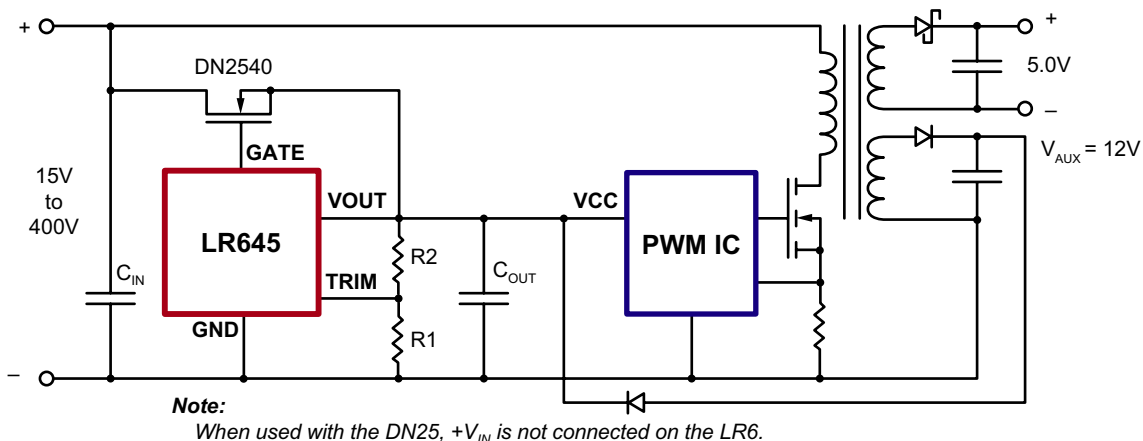 +
DN2540
+
5.0V
–
GATE
15V
to
400V
VOUT
VCC
V_AUX = 12V
LR645
PWM IC
R2
C_IN
TRIM
C_OUT
GND
R1
–
Note:
When used with the DN25, +V_IN is not connected on the LR6.